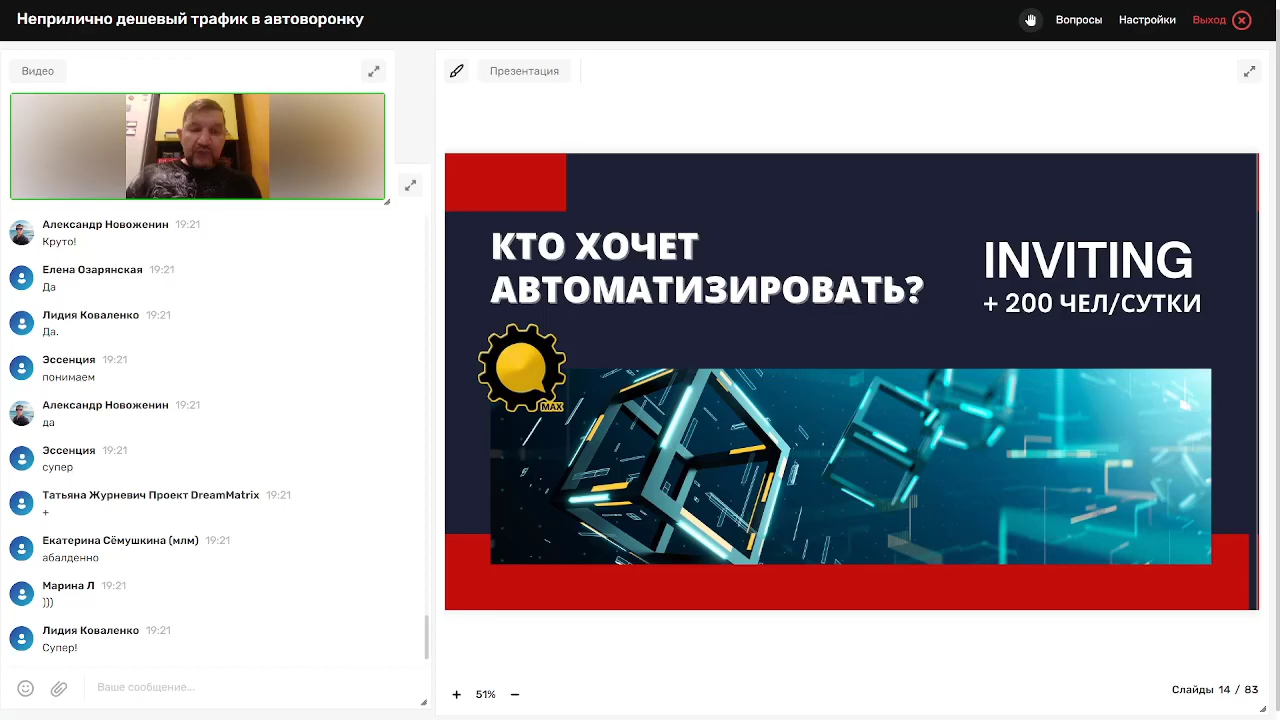 Неприлично дешевый трафик в автоворонку
Вопросы
Настройки
Выход
Видео
Александр Новоженин 19:21
Круто!
Елена Озарянская 19:21
Да
Лидия Коваленко 19:21
Да.
Эссенция 19:21
понимаем
Александр Новоженин 19:21
да
Эссенция 19:21
супер
Татьяна Журневич Проект DreamMatrix 19:21
+
Екатерина Сёмушкина (млм) 19:21
абалденно
Марина Л 19:21
)))
Лидия Коваленко 19:21
Супер!
Ваше сообщение...
Презентация
КТО ХОЧЕТ
АВТОМАТИЗИРОВАТЬ?
INVITING
+ 200 ЧЕЛ/СУТКИ
MAX
+ 51% −
Слайды 14 / 83